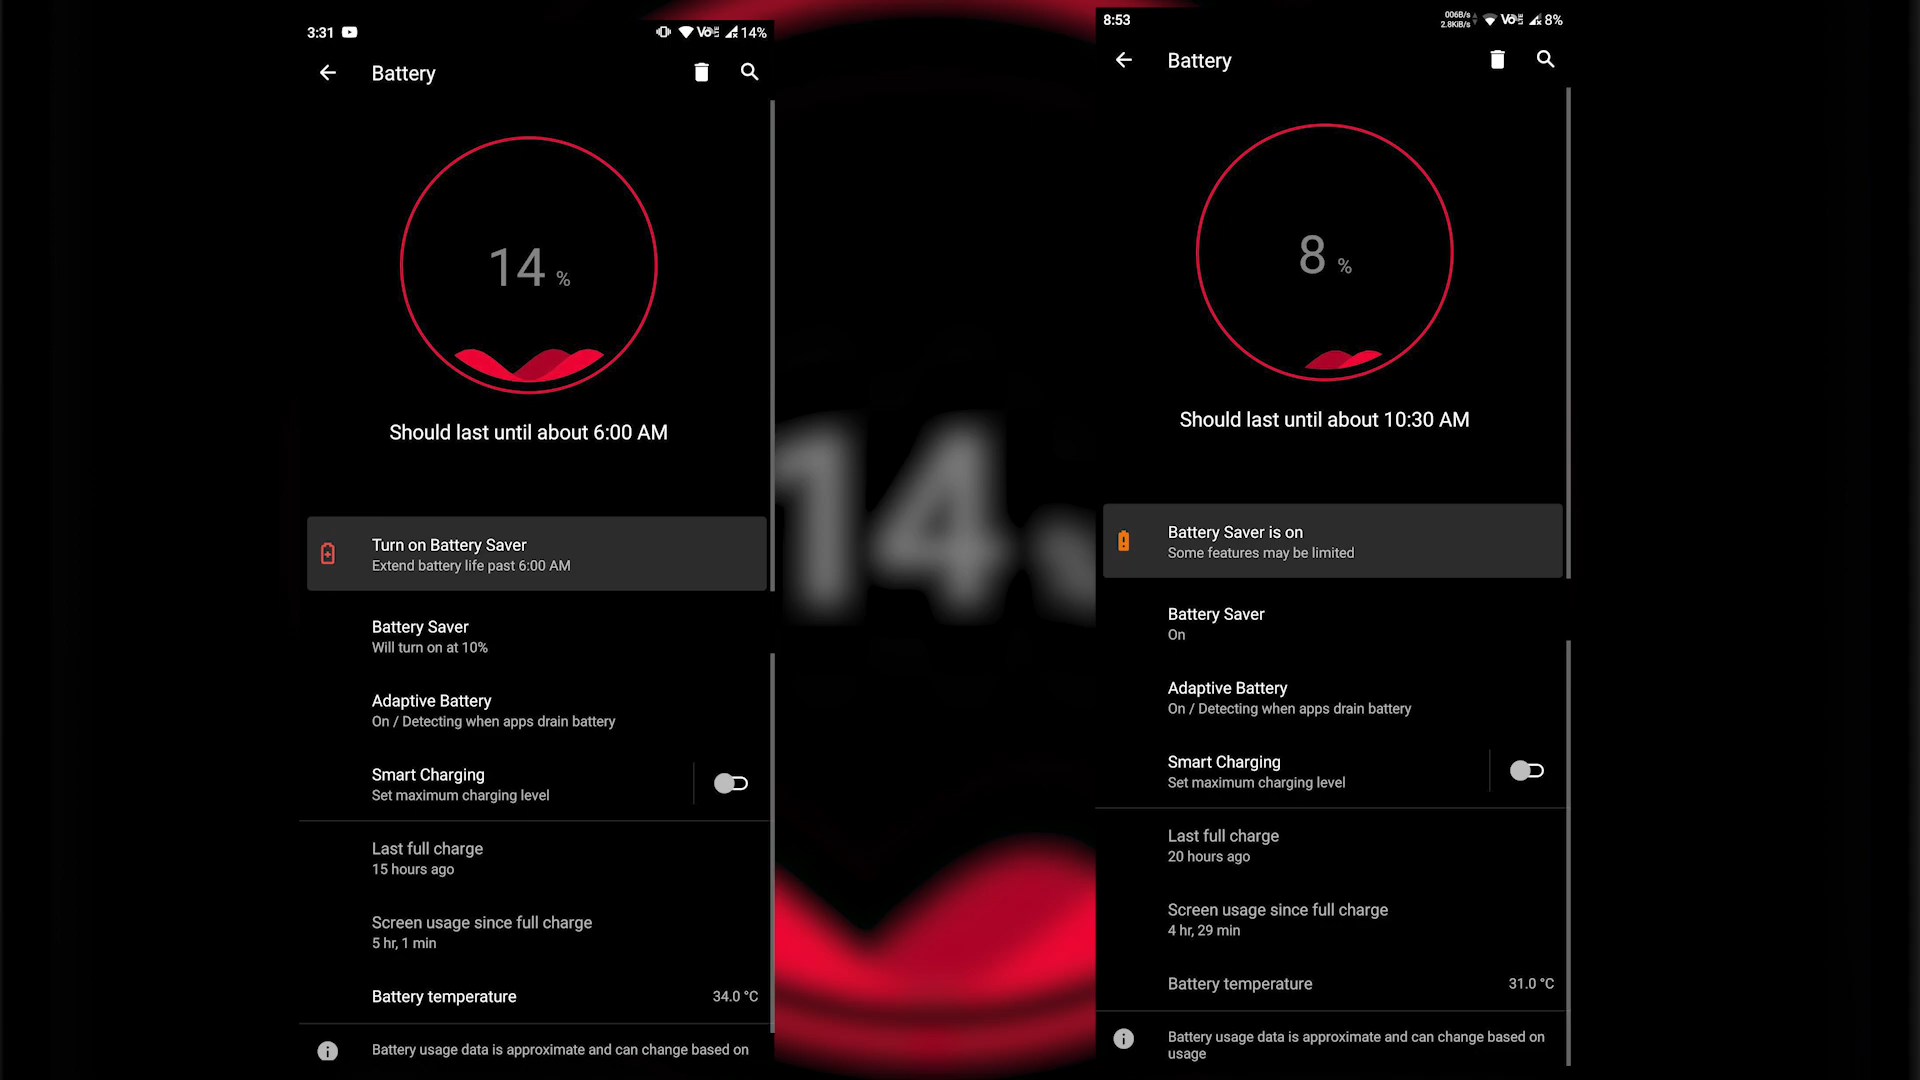 3:31 VoLTE 14%
Battery
14 %
Should last until about 6:00 AM
Turn on Battery Saver
Extend battery life past 6:00 AM
Battery Saver
Will turn on at 10%
Adaptive Battery
On / Detecting when apps drain battery
Smart Charging
Set maximum charging level
Last full charge
15 hours ago
Screen usage since full charge
5 hr, 1 min
Battery temperature 34.0 °C
Battery usage data is approximate and can change based on
14
8:53 006B/s 2.8KiB/s VoLTE 8%
Battery
8 %
Should last until about 10:30 AM
Battery Saver is on
Some features may be limited
Battery Saver
On
Adaptive Battery
On / Detecting when apps drain battery
Smart Charging
Set maximum charging level
Last full charge
20 hours ago
Screen usage since full charge
4 hr, 29 min
Battery temperature 31.0 °C
Battery usage data is approximate and can change based on
usage